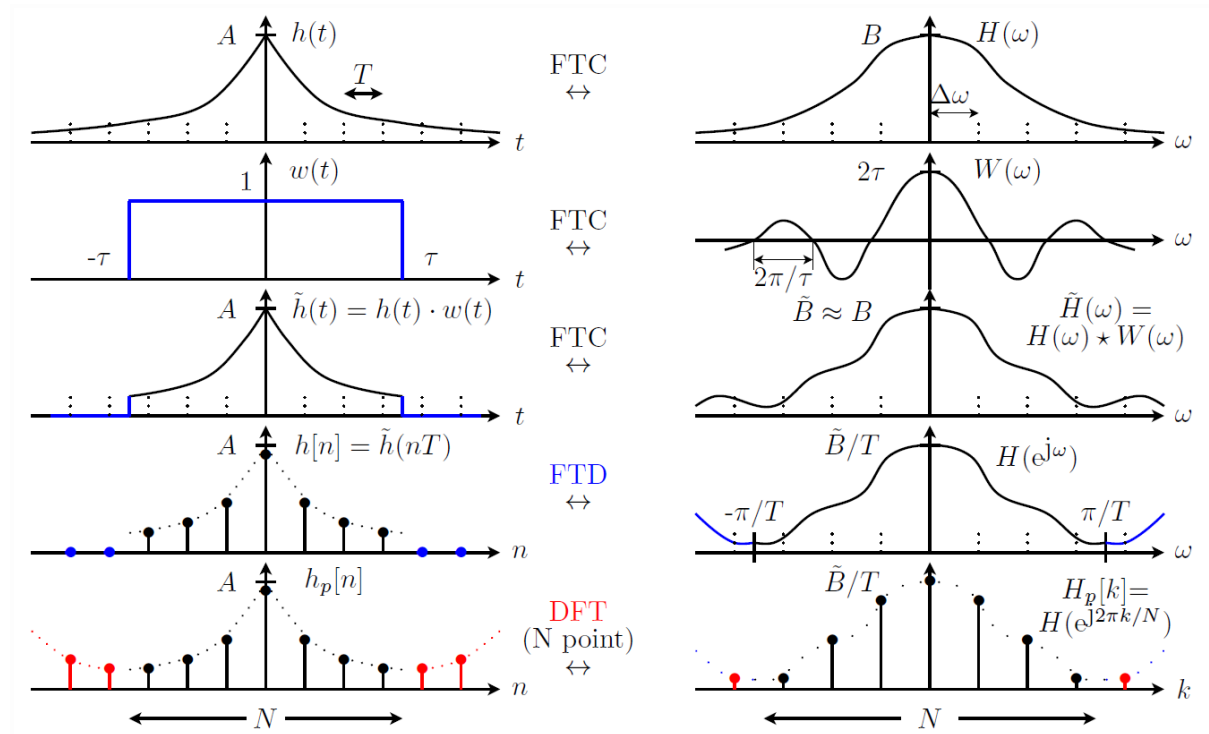 A h(t)
T
t
FTC
↔
B H(ω)
Δω
ω
1 w(t)
-τ τ
t
FTC
↔
2τ W(ω)
2π/τ
ω
A h̃(t) = h(t) · w(t)
t
FTC
↔
B̃ ≈ B
H̃(ω) =
H(ω) ⋆ W(ω)
ω
A h[n] = h̃(nT)
n
FTD
↔
B̃/T H(e^{jω})
-π/T π/T
ω
A h_p[n]
n
N
DFT
(N point)
↔
B̃/T
H_p[k]=
H(e^{j2πk/N})
k
N